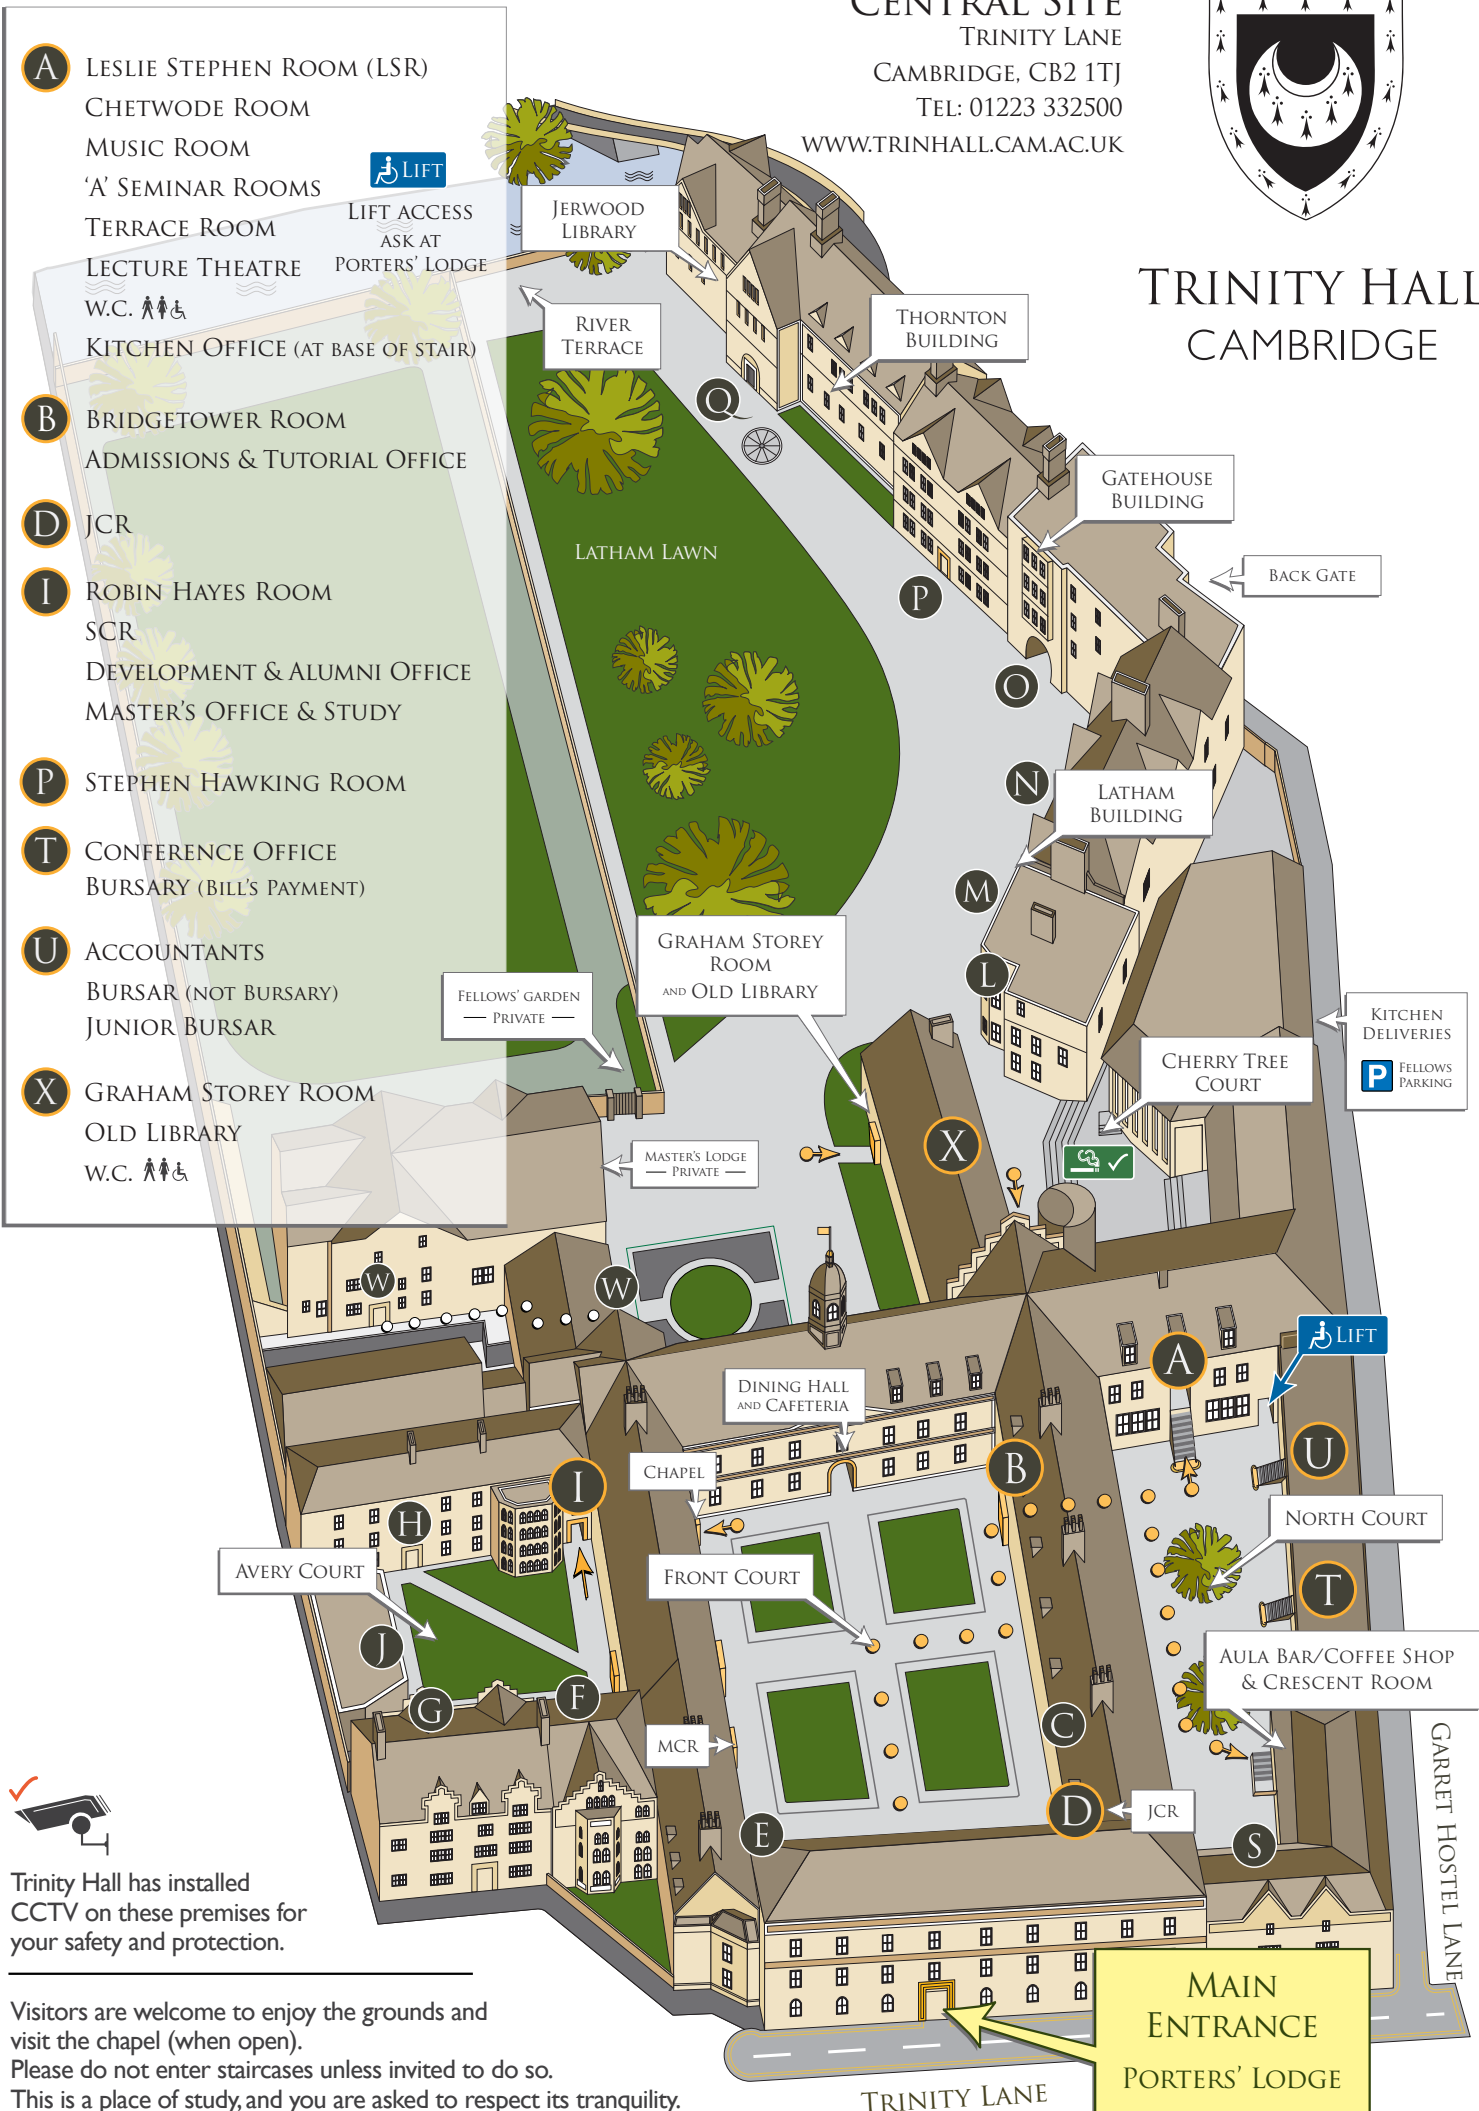 CENTRAL SITE
TRINITY LANE
CAMBRIDGE, CB2 1TJ
TEL: 01223 332500
WWW.TRINHALL.CAM.AC.UK
TRINITY HALL
CAMBRIDGE
A LESLIE STEPHEN ROOM (LSR)
CHETWODE ROOM
MUSIC ROOM
'A' SEMINAR ROOMS
TERRACE ROOM
LECTURE THEATRE
W.C.
KITCHEN OFFICE (AT BASE OF STAIR)
LIFT
LIFT ACCESS
ASK AT
PORTERS' LODGE
B BRIDGETOWER ROOM
ADMISSIONS & TUTORIAL OFFICE
D JCR
I ROBIN HAYES ROOM
SCR
DEVELOPMENT & ALUMNI OFFICE
MASTER'S OFFICE & STUDY
P STEPHEN HAWKING ROOM
T CONFERENCE OFFICE
BURSARY (BILL'S PAYMENT)
U ACCOUNTANTS
BURSAR (NOT BURSARY)
JUNIOR BURSAR
X GRAHAM STOREY ROOM
OLD LIBRARY
W.C.
JERWOOD
LIBRARY
RIVER
TERRACE
THORNTON
BUILDING
Q
GATEHOUSE
BUILDING
LATHAM LAWN
BACK GATE
P
O
N
LATHAM
BUILDING
M
L
GRAHAM STOREY
ROOM
AND OLD LIBRARY
FELLOWS' GARDEN
PRIVATE
KITCHEN
DELIVERIES
P FELLOWS
PARKING
CHERRY TREE
COURT
X
MASTER'S LODGE
PRIVATE
W
W
LIFT
A
DINING HALL
AND CAFETERIA
U
B
CHAPEL
I
H
NORTH COURT
AVERY COURT
FRONT COURT
T
J
AULA BAR/COFFEE SHOP
& CRESCENT ROOM
G
F
C
MCR
D
JCR
E
S
GARRET HOSTEL LANE
MAIN
ENTRANCE
PORTERS' LODGE
TRINITY LANE
Trinity Hall has installed
CCTV on these premises for
your safety and protection.
Visitors are welcome to enjoy the grounds and
visit the chapel (when open).
Please do not enter staircases unless invited to do so.
This is a place of study, and you are asked to respect its tranquility.